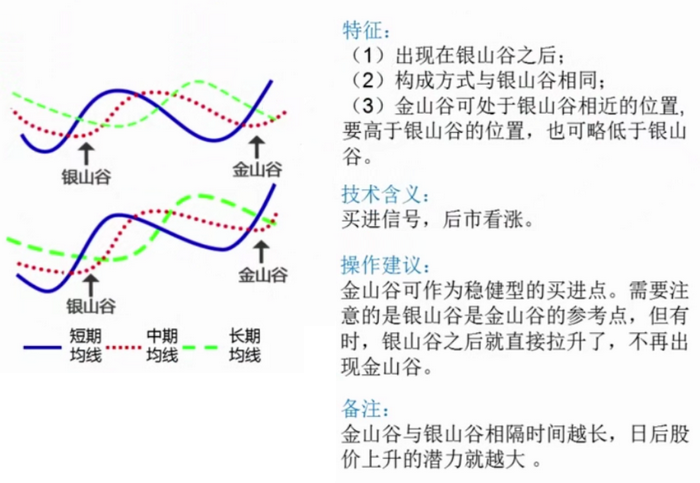 特征：
（1）出现在银山谷之后；
（2）构成方式与银山谷相同；
（3）金山谷可处于银山谷相近的位置，
要高于银山谷的位置，也可略低于银山
谷。
技术含义：
买进信号，后市看涨。
操作建议：
金山谷可作为稳健型的买进点。需要注
意的是银山谷是金山谷的参考点，但有
时，银山谷之后就直接拉升了，不再出
现金山谷。
备注：
金山谷与银山谷相隔时间越长，日后股
价上升的潜力就越大 。
银山谷
金山谷
银山谷
金山谷
短期
均线
中期
均线
长期
均线